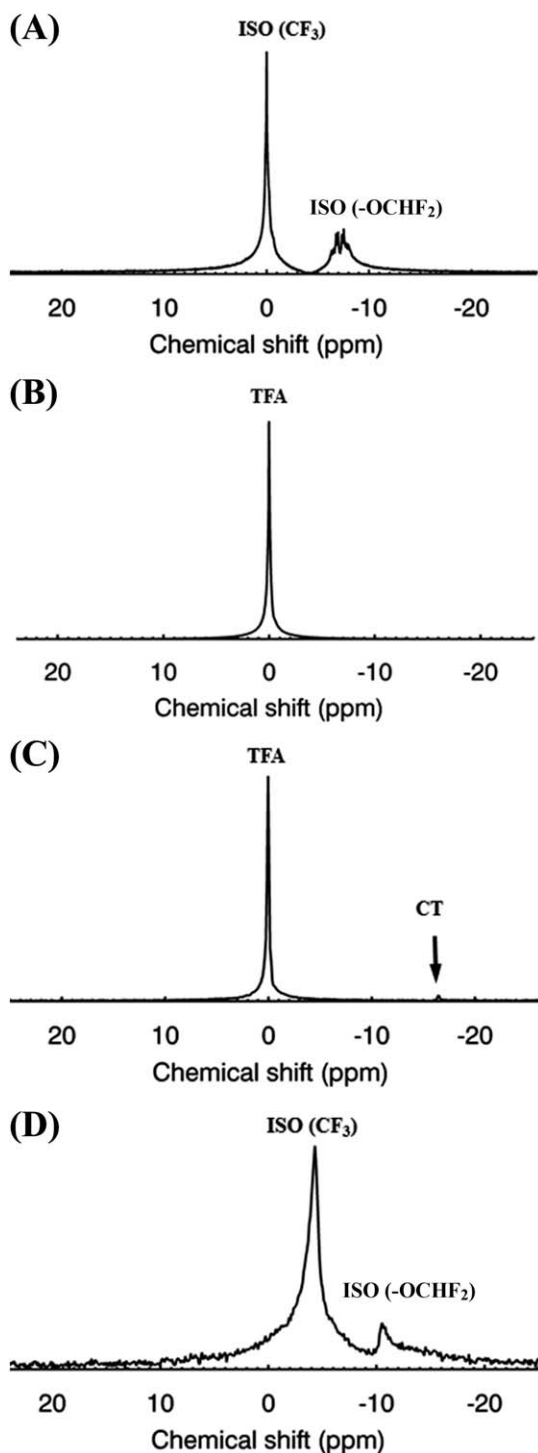 (A)
ISO (CF₃)
ISO (-OCHF₂)
20 10 0 -10 -20
Chemical shift (ppm)
(B)
TFA
20 10 0 -10 -20
Chemical shift (ppm)
(C)
TFA
CT
20 10 0 -10 -20
Chemical shift (ppm)
(D)
ISO (CF₃)
ISO (-OCHF₂)
20 10 0 -10 -20
Chemical shift (ppm)